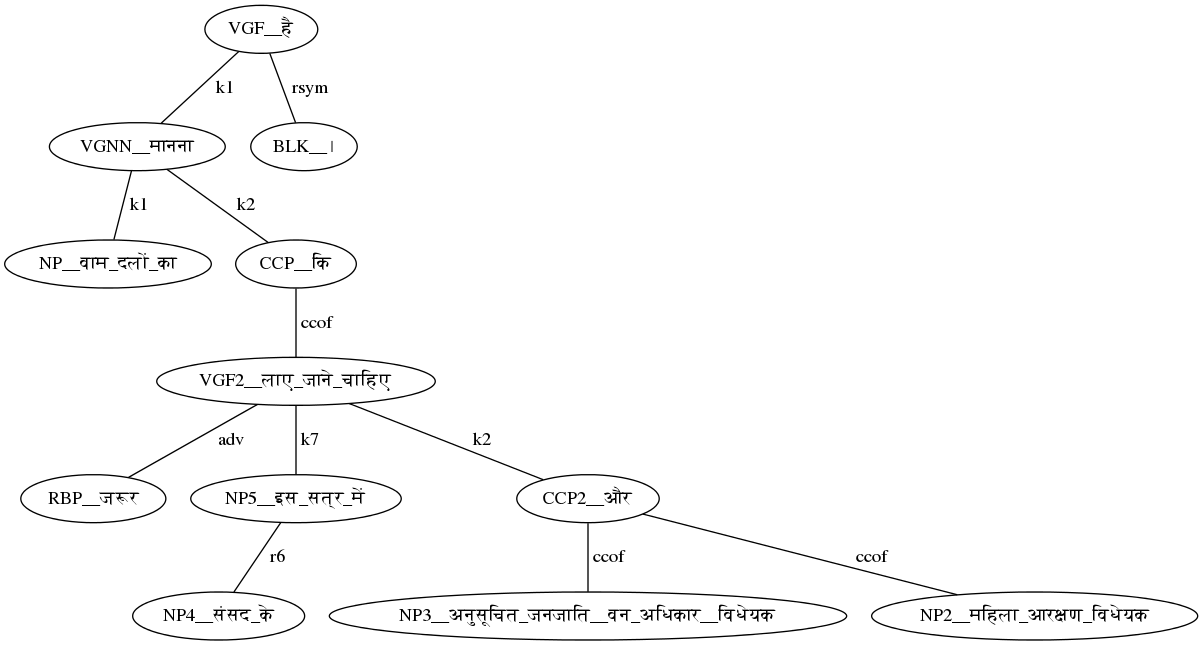 VGF__है
k1 rsym
VGNN__मानना BLK__।
k1 k2
NP__वाम_दलों_का CCP__कि
ccof
VGF2__लाए_जाने_चाहिए
adv k7 k2
RBP__जरूर NP5__इस_सत्र_में CCP2__और
r6 ccof ccof
NP4__संसद_के NP3__अनुसूचित_जनजाति__वन_अधिकार__विधेयक NP2__महिला_आरक्षण_विधेयक